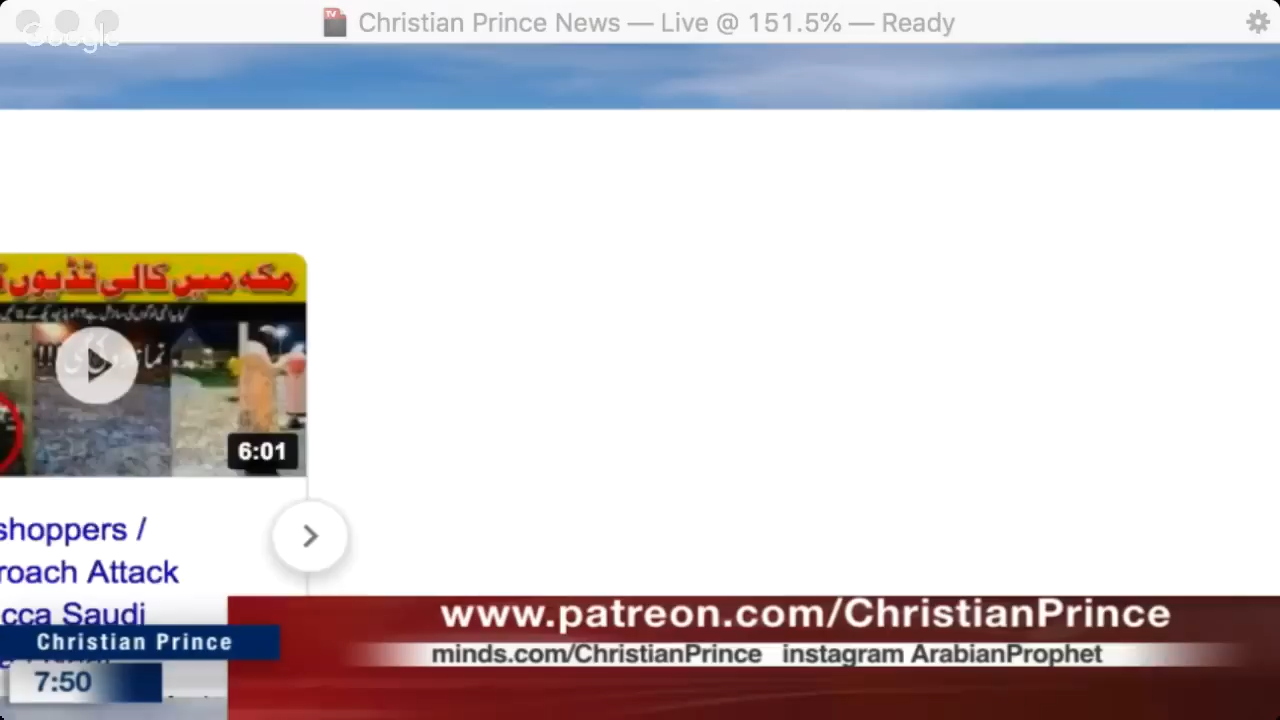 Google
Christian Prince News — Live @ 151.5% — Ready
مکہ میں کالی ٹڈیوں
!!!
6:01
shoppers /
roach Attack
cca Saudi
Christian Prince
7:50
www.patreon.com/ChristianPrince
minds.com/ChristianPrince instagram ArabianProphet